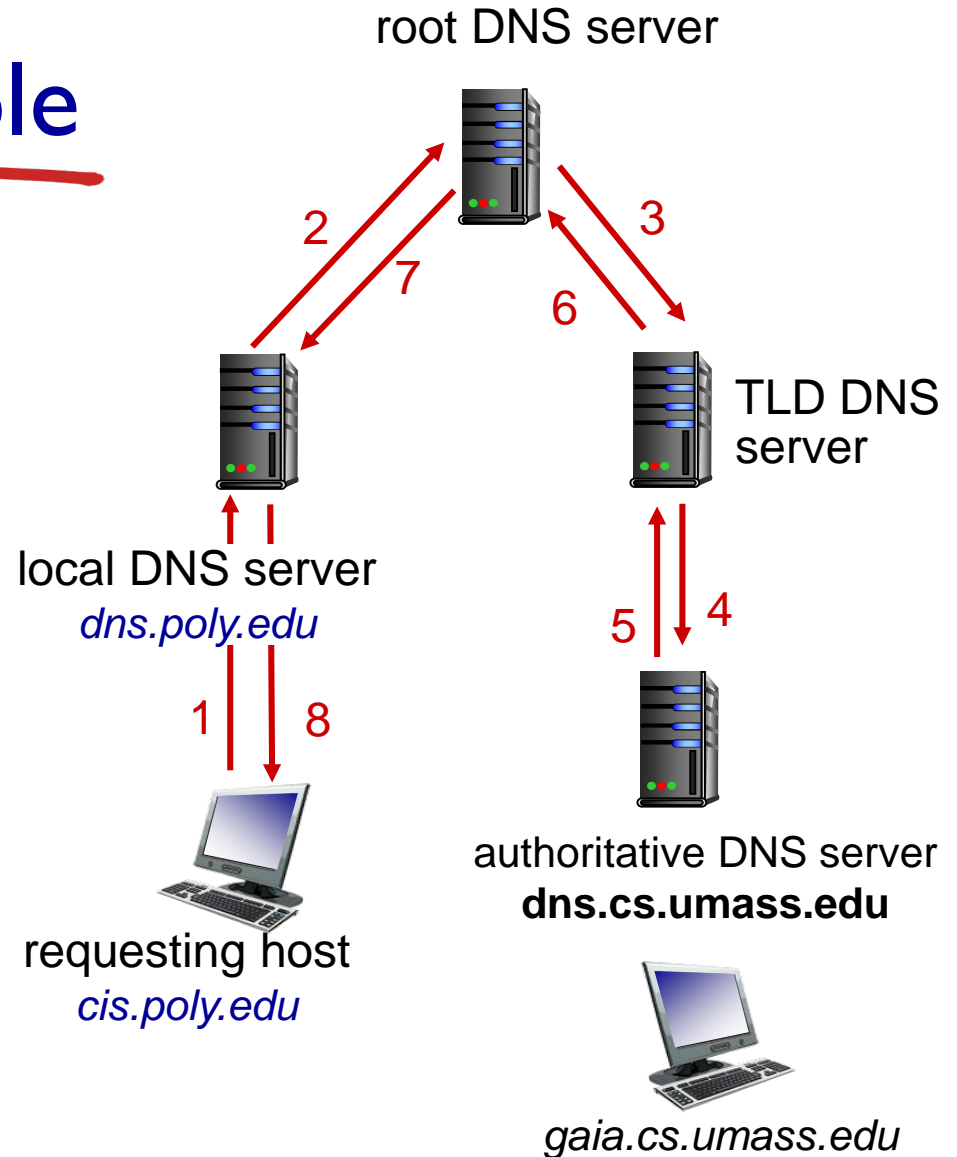 root DNS server
ple
2
3
7
6
TLD DNS
server
local DNS server
dns.poly.edu
5
4
1
8
authoritative DNS server
dns.cs.umass.edu
requesting host
cis.poly.edu
gaia.cs.umass.edu